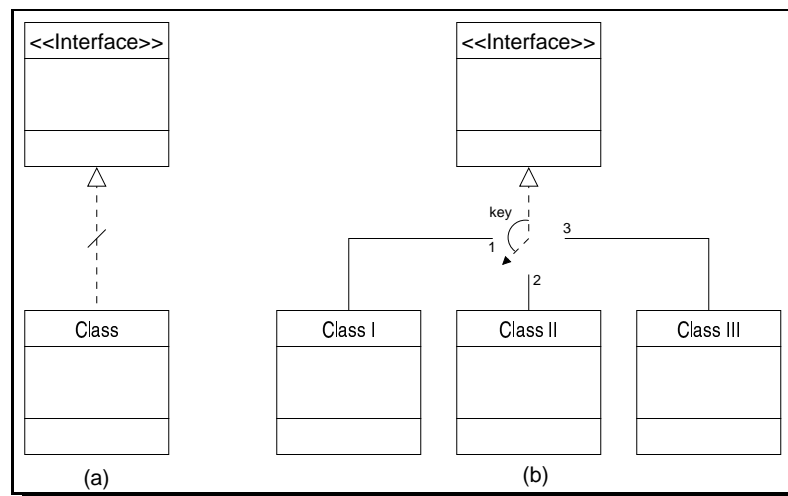 <<Interface>>
<<Interface>>
key
1
3
2
Class
Class I
Class II
Class III
(a)
(b)